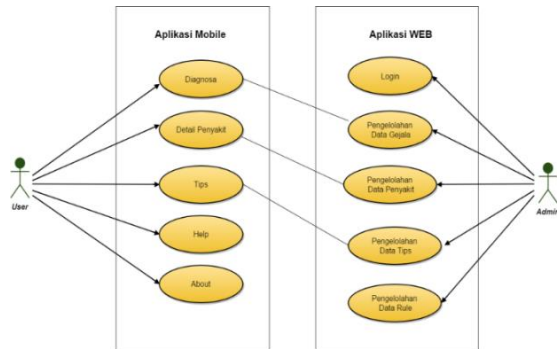 Aplikasi Mobile
Diagnosa
Detail Penyakit
Tips
Help
About
User
Aplikasi WEB
Login
Pengelolahan
Data Gejala
Pengelolahan
Data Penyakit
Pengelolahan
Data Tips
Pengelolahan
Data Rule
Admin